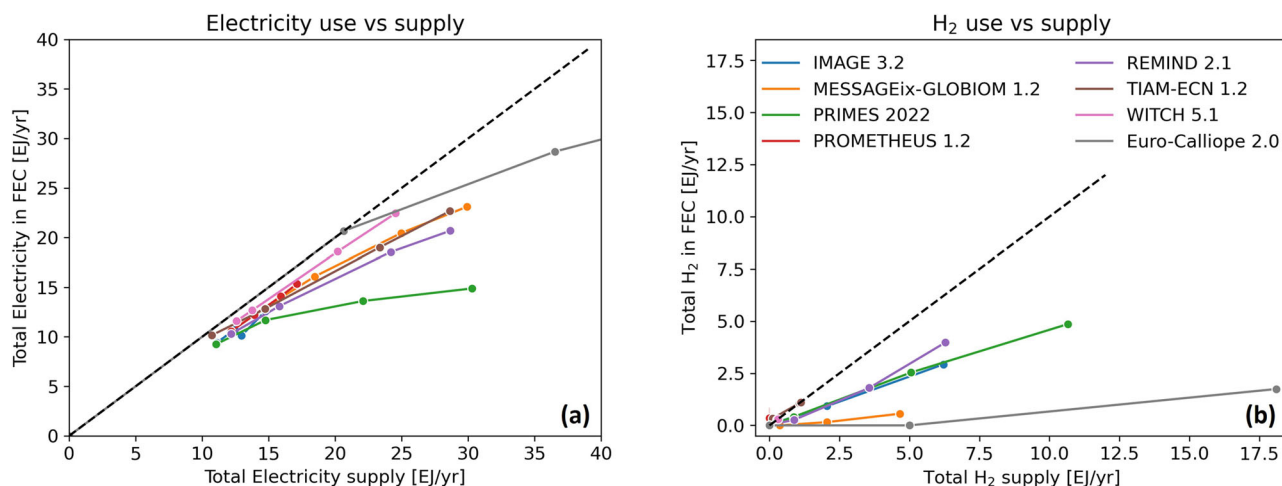 Electricity use vs supply
40
35
30
25
20
15
10
5
0
Total Electricity in FEC [EJ/yr]
0 5 10 15 20 25 30 35 40
Total Electricity supply [EJ/yr]
(a)
H₂ use vs supply
17.5
15.0
12.5
10.0
7.5
5.0
2.5
0.0
Total H₂ in FEC [EJ/yr]
IMAGE 3.2
MESSAGEix-GLOBIOM 1.2
PRIMES 2022
PROMETHEUS 1.2
REMIND 2.1
TIAM-ECN 1.2
WITCH 5.1
Euro-Calliope 2.0
0.0 2.5 5.0 7.5 10.0 12.5 15.0 17.5
Total H₂ supply [EJ/yr]
(b)